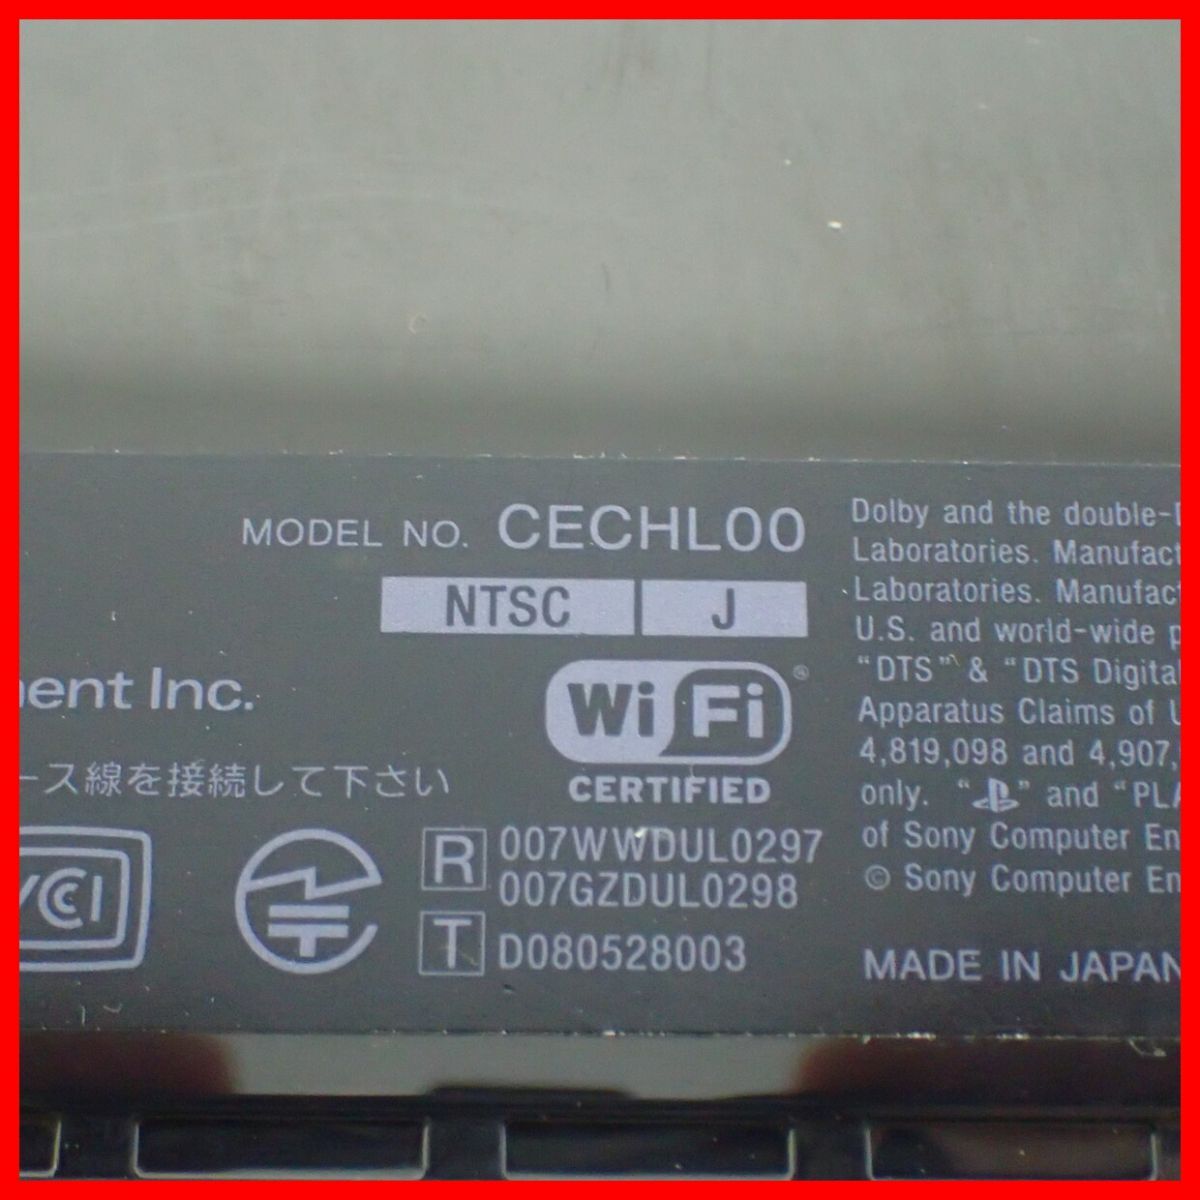 MODEL NO. CECHL00
NTSC J
Inc.
Wi Fi ®
CERTIFIED
ース線を接続して下さい
R 007WWDUL0297
007GZDUL0298
T D080528003
Dolby and the double-
Laboratories. Manufact
Laboratories. Manufact
U.S. and world-wide p
"DTS" & "DTS Digital
Apparatus Claims of U
4,819,098 and 4,907,
only. " " and "PLA
of Sony Computer En
© Sony Computer En
MADE IN JAPAN